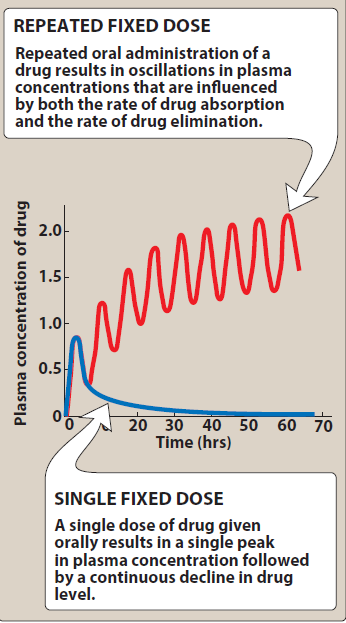 REPEATED FIXED DOSE
Repeated oral administration of a
drug results in oscillations in plasma
concentrations that are influenced
by both the rate of drug absorption
and the rate of drug elimination.
Plasma concentration of drug
2.0
1.5
1.0
0.5
0
0 20 30 40 50 60 70
Time (hrs)
SINGLE FIXED DOSE
A single dose of drug given
orally results in a single peak
in plasma concentration followed
by a continuous decline in drug
level.